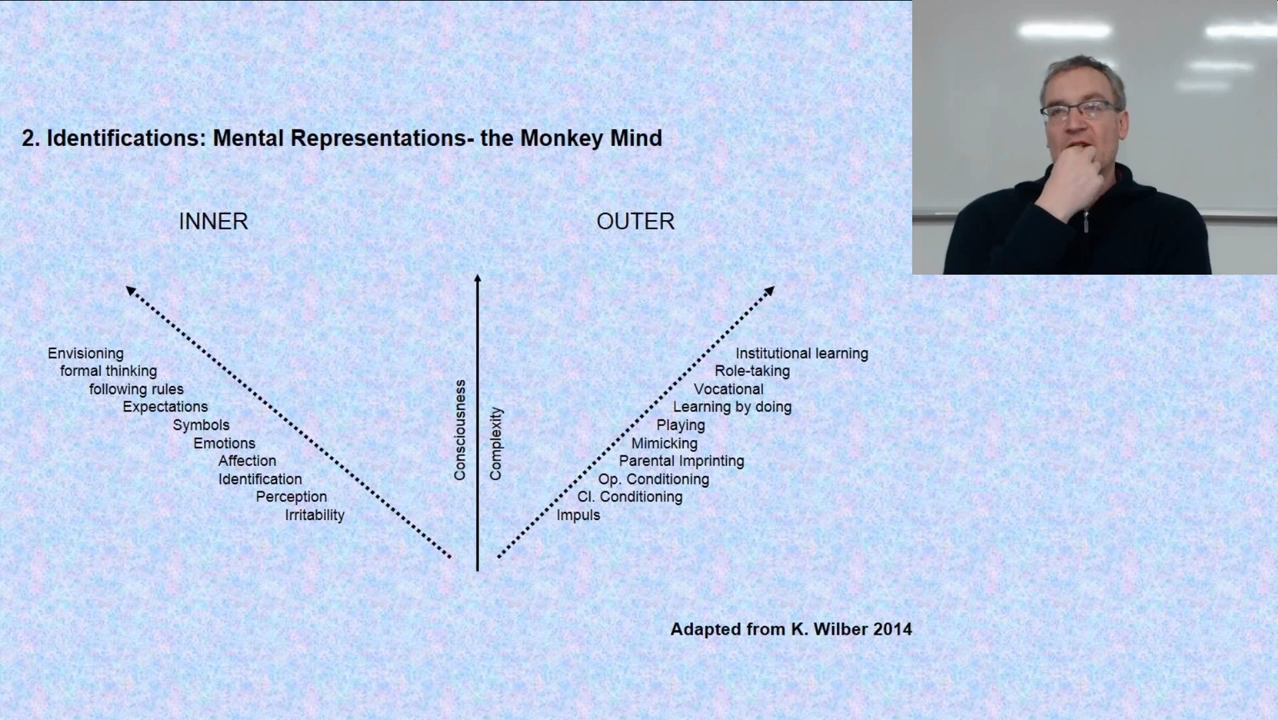 2. Identifications: Mental Representations- the Monkey Mind
INNER
OUTER
Envisioning
formal thinking
following rules
Expectations
Symbols
Emotions
Affection
Identification
Perception
Irritability
Consciousness
Complexity
Institutional learning
Role-taking
Vocational
Learning by doing
Playing
Mimicking
Parental Imprinting
Op. Conditioning
Cl. Conditioning
Impuls
Adapted from K. Wilber 2014